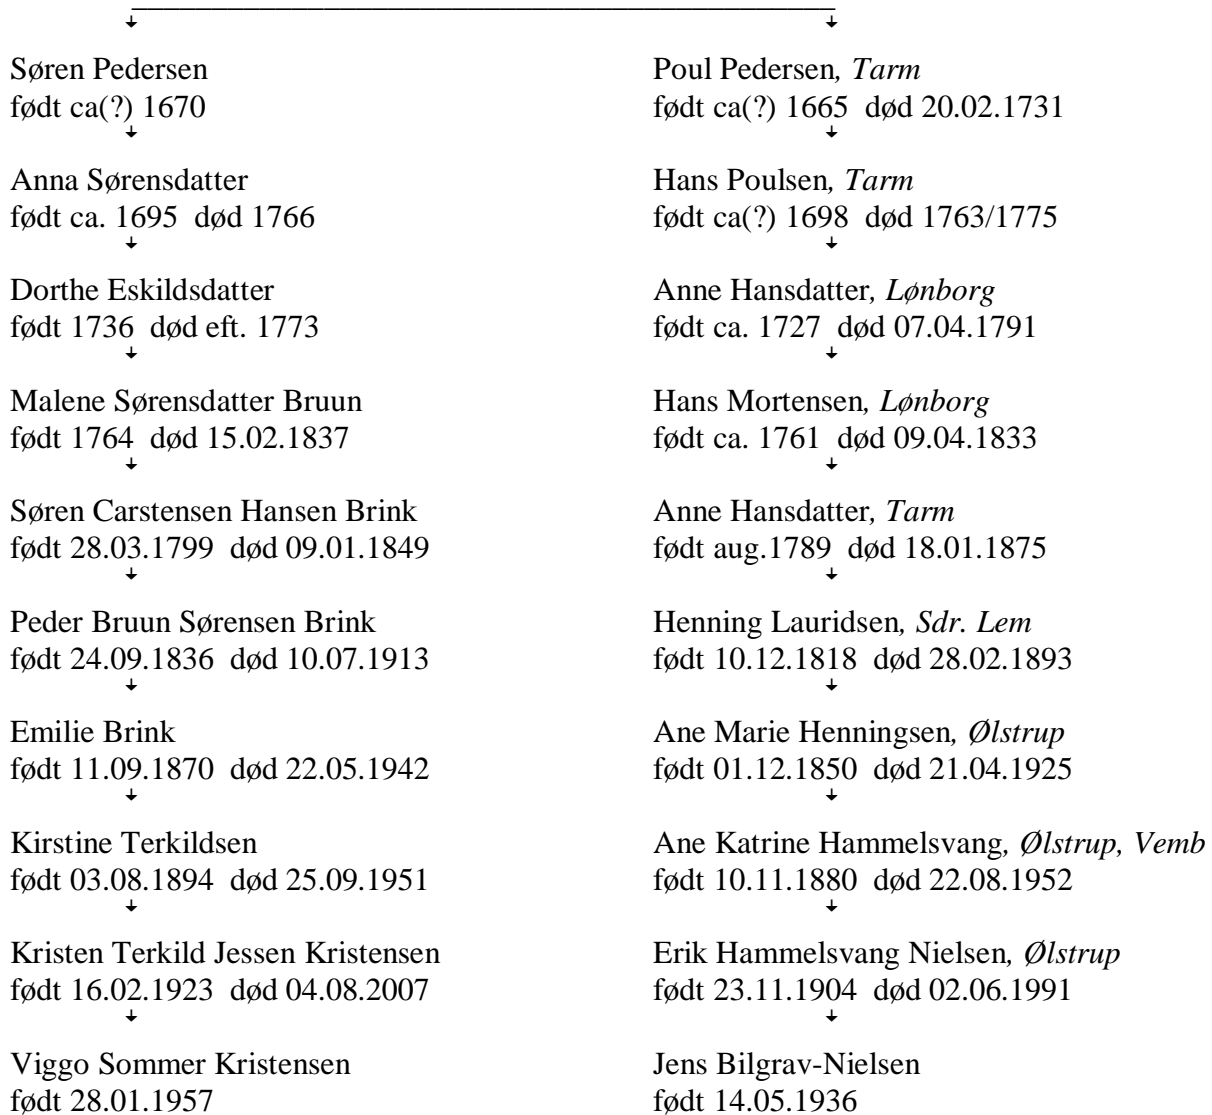 Søren Pedersen
født ca(?) 1670
Anna Sørensdatter
født ca. 1695 død 1766
Dorthe Eskildsdatter
født 1736 død eft. 1773
Malene Sørensdatter Bruun
født 1764 død 15.02.1837
Søren Carstensen Hansen Brink
født 28.03.1799 død 09.01.1849
Peder Bruun Sørensen Brink
født 24.09.1836 død 10.07.1913
Emilie Brink
født 11.09.1870 død 22.05.1942
Kirstine Terkildsen
født 03.08.1894 død 25.09.1951
Kristen Terkild Jessen Kristensen
født 16.02.1923 død 04.08.2007
Viggo Sommer Kristensen
født 28.01.1957
Poul Pedersen, Tarm
født ca(?) 1665 død 20.02.1731
Hans Poulsen, Tarm
født ca(?) 1698 død 1763/1775
Anne Hansdatter, Lønborg
født ca. 1727 død 07.04.1791
Hans Mortensen, Lønborg
født ca. 1761 død 09.04.1833
Anne Hansdatter, Tarm
født aug.1789 død 18.01.1875
Henning Lauridsen, Sdr. Lem
født 10.12.1818 død 28.02.1893
Ane Marie Henningsen, Ølstrup
født 01.12.1850 død 21.04.1925
Ane Katrine Hammelsvang, Ølstrup, Vemb
født 10.11.1880 død 22.08.1952
Erik Hammelsvang Nielsen, Ølstrup
født 23.11.1904 død 02.06.1991
Jens Bilgrav-Nielsen
født 14.05.1936